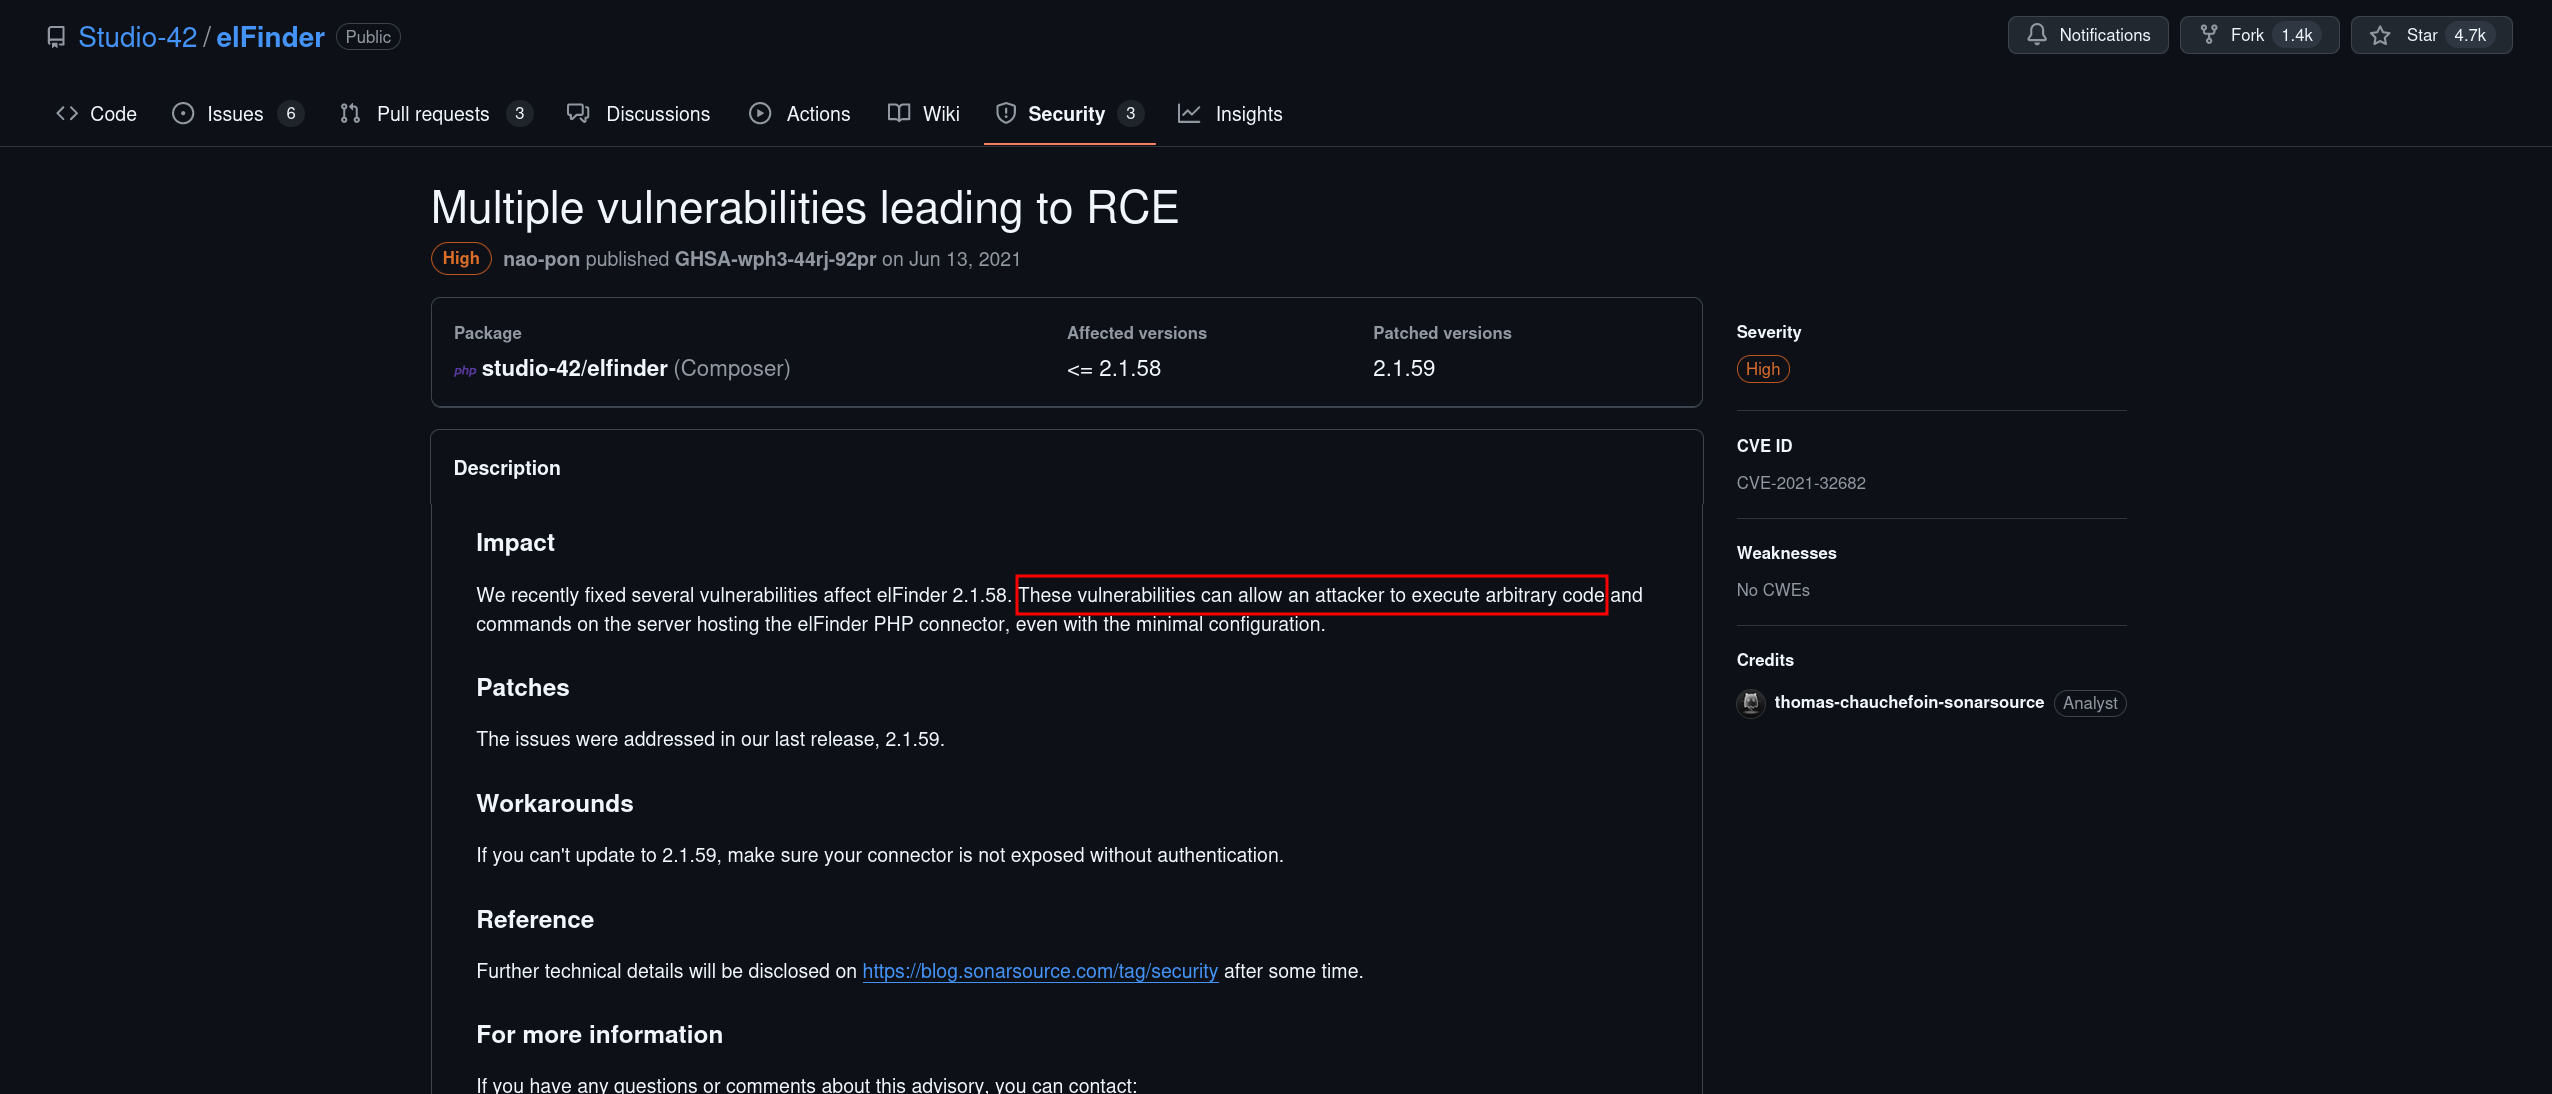 Studio-42 / elFinder Public
Notifications Fork 1.4k Star 4.7k
Code Issues 6 Pull requests 3 Discussions Actions Wiki Security 3 Insights
Multiple vulnerabilities leading to RCE
High nao-pon published GHSA-wph3-44rj-92pr on Jun 13, 2021
Package Affected versions Patched versions
php studio-42/elfinder (Composer) <= 2.1.58 2.1.59
Description
Impact
We recently fixed several vulnerabilities affect elFinder 2.1.58. These vulnerabilities can allow an attacker to execute arbitrary code and
commands on the server hosting the elFinder PHP connector, even with the minimal configuration.
Patches
The issues were addressed in our last release, 2.1.59.
Workarounds
If you can't update to 2.1.59, make sure your connector is not exposed without authentication.
Reference
Further technical details will be disclosed on https://blog.sonarsource.com/tag/security after some time.
For more information
If you have any questions or comments about this advisory, you can contact:
Severity
High
CVE ID
CVE-2021-32682
Weaknesses
No CWEs
Credits
thomas-chauchefoin-sonarsource Analyst